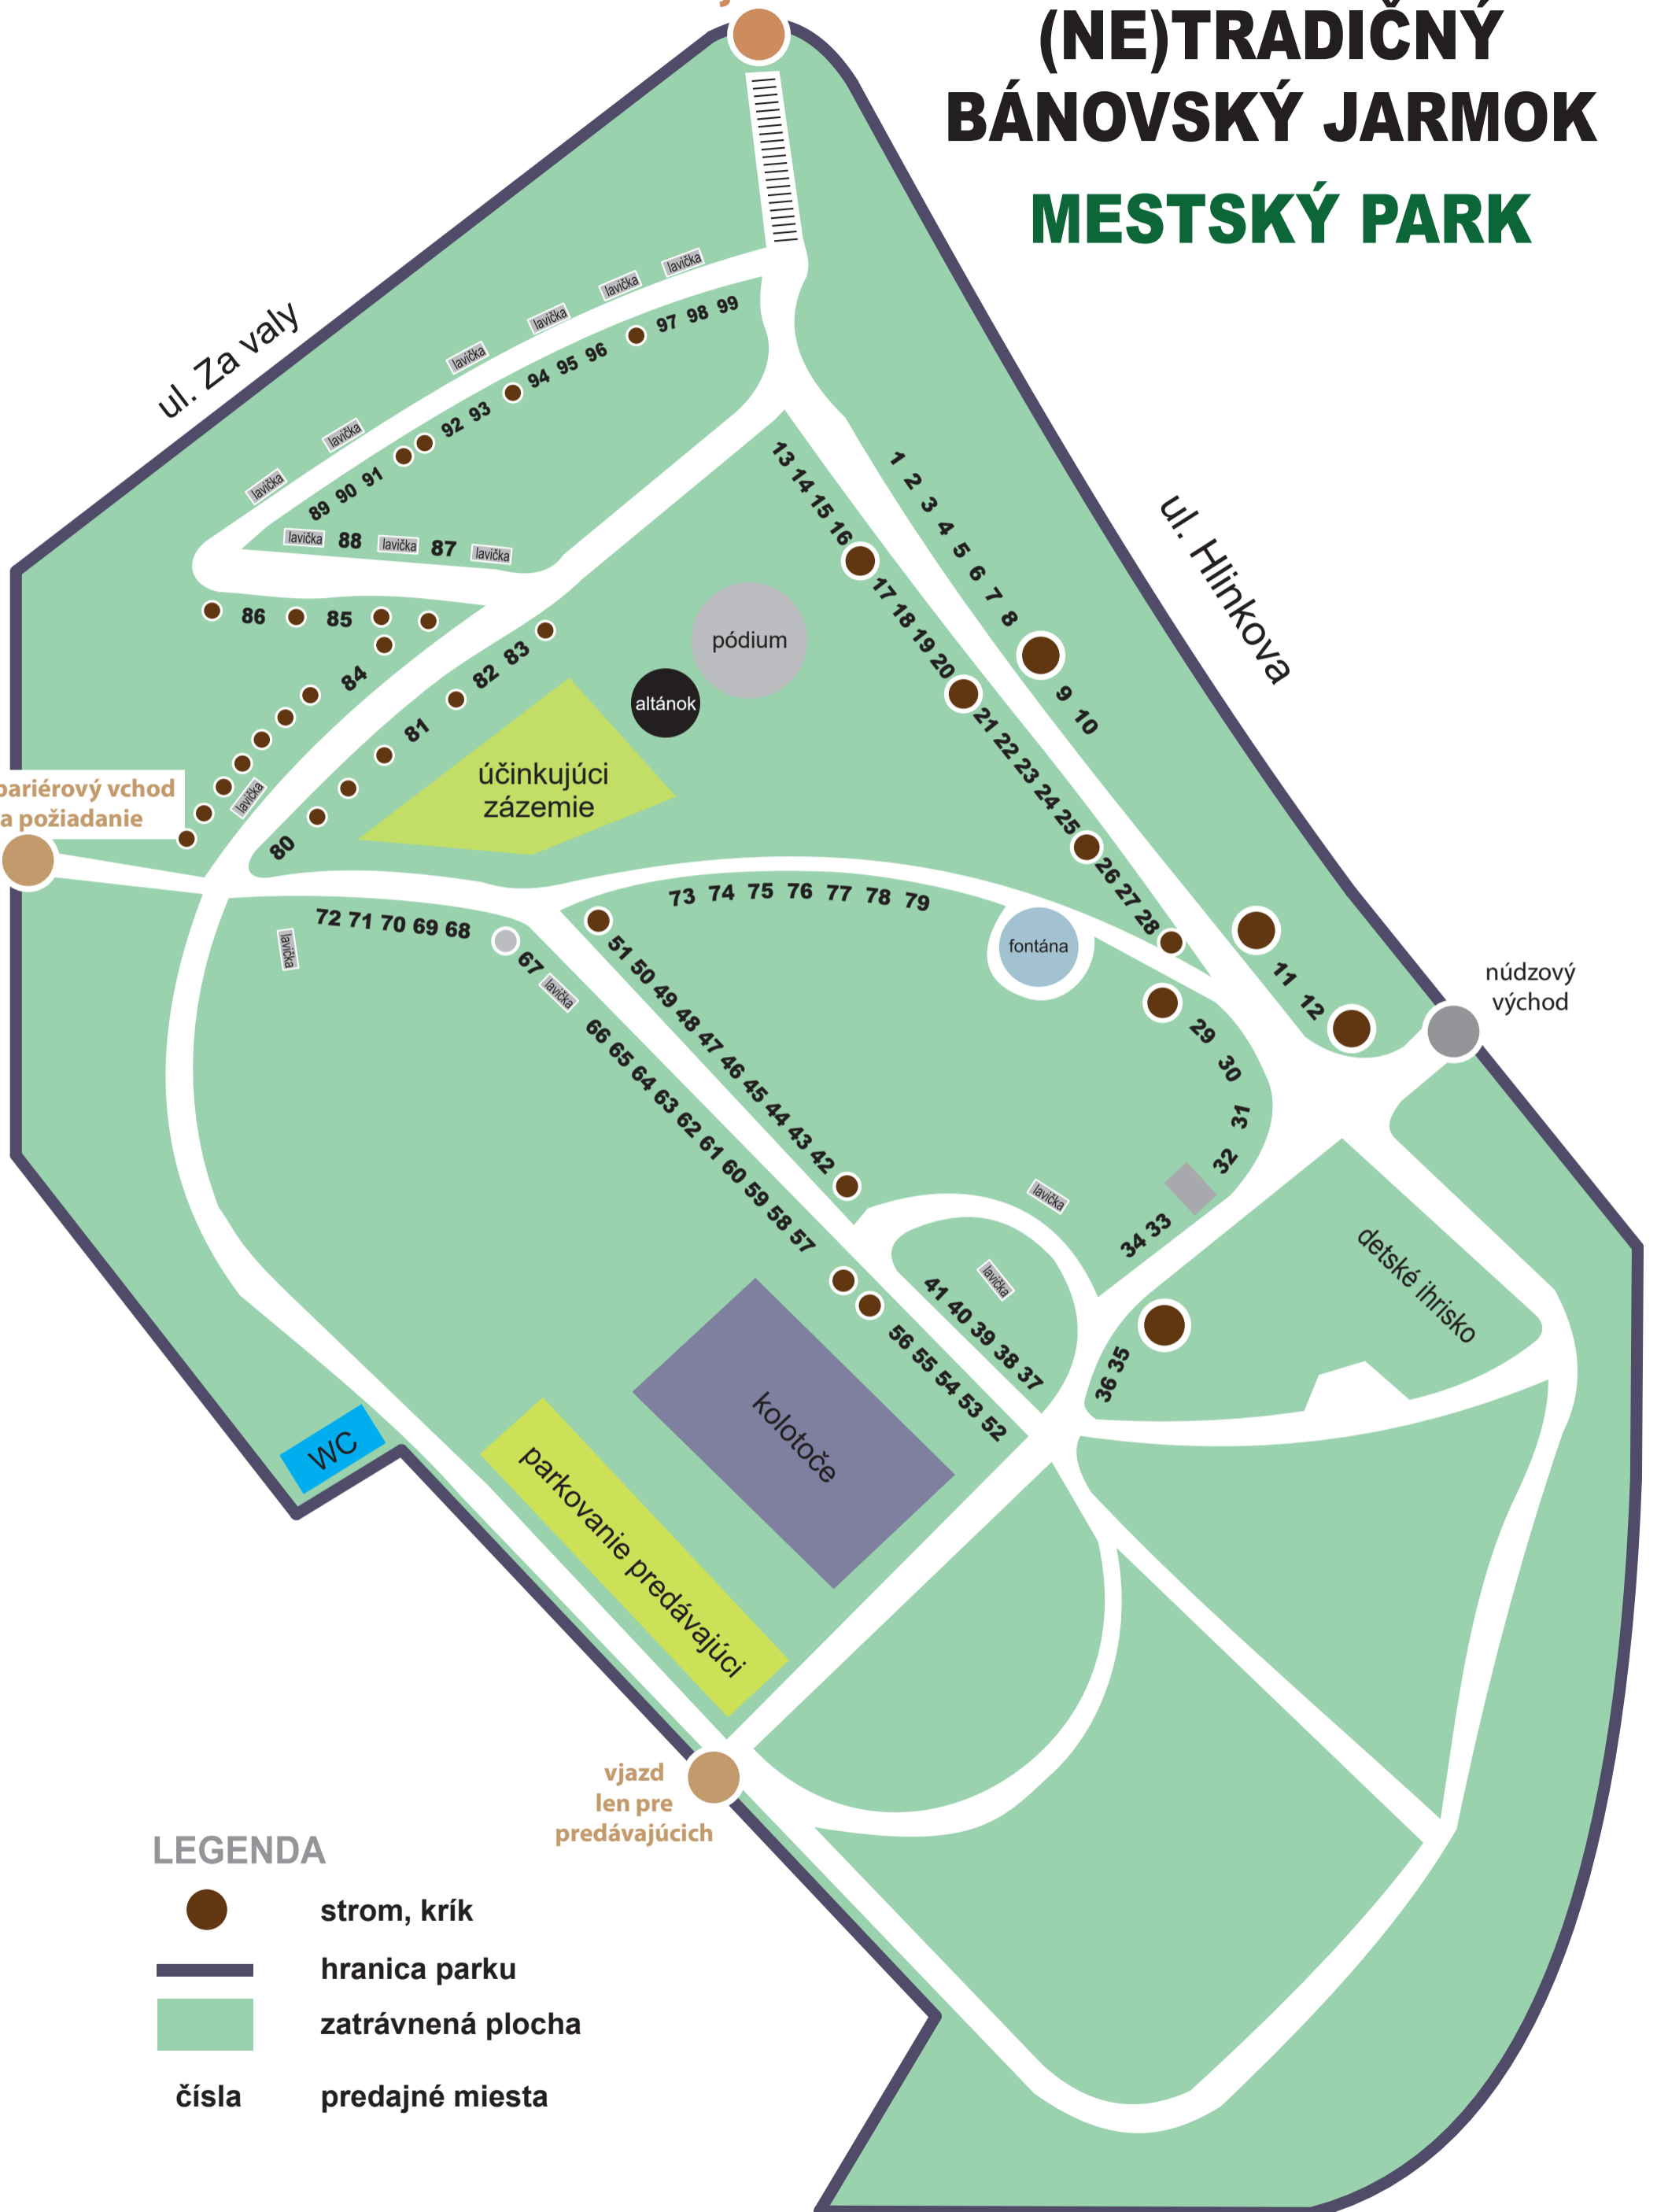 (NE)TRADIČNÝ
BÁNOVSKÝ JARMOK
MESTSKÝ PARK
ul. Za valy
ul. Hlinkova
lavička
lavička
lavička
lavička
lavička
lavička
97 98 99
94 95 96
92 93
89 90 91
lavička 88 lavička 87 lavička
86 85
84
83
82
81
80
lavička
1 2 3 4 5 6 7 8
9 10
11 12
13 14 15 16
17 18 19 20
21 22 23 24 25
26 27 28
pódium
altánok
účinkujúci
zázemie
pariérový vchod
a požiadanie
73 74 75 76 77 78 79
fontána
núdzový
východ
72 71 70 69 68
lavička
67
lavička
66 65 64 63 62 61 60 59 58 57
51 50 49 48 47 46 45 44 43 42
29
30
31
32
34 33
lavička
lavička
41 40 39 38 37
36 35
56 55 54 53 52
detské ihrisko
kolotoče
WC
parkovanie predávajúci
vjazd
len pre
predávajúcich
LEGENDA
strom, krík
hranica parku
zatrávnená plocha
čísla predajné miesta